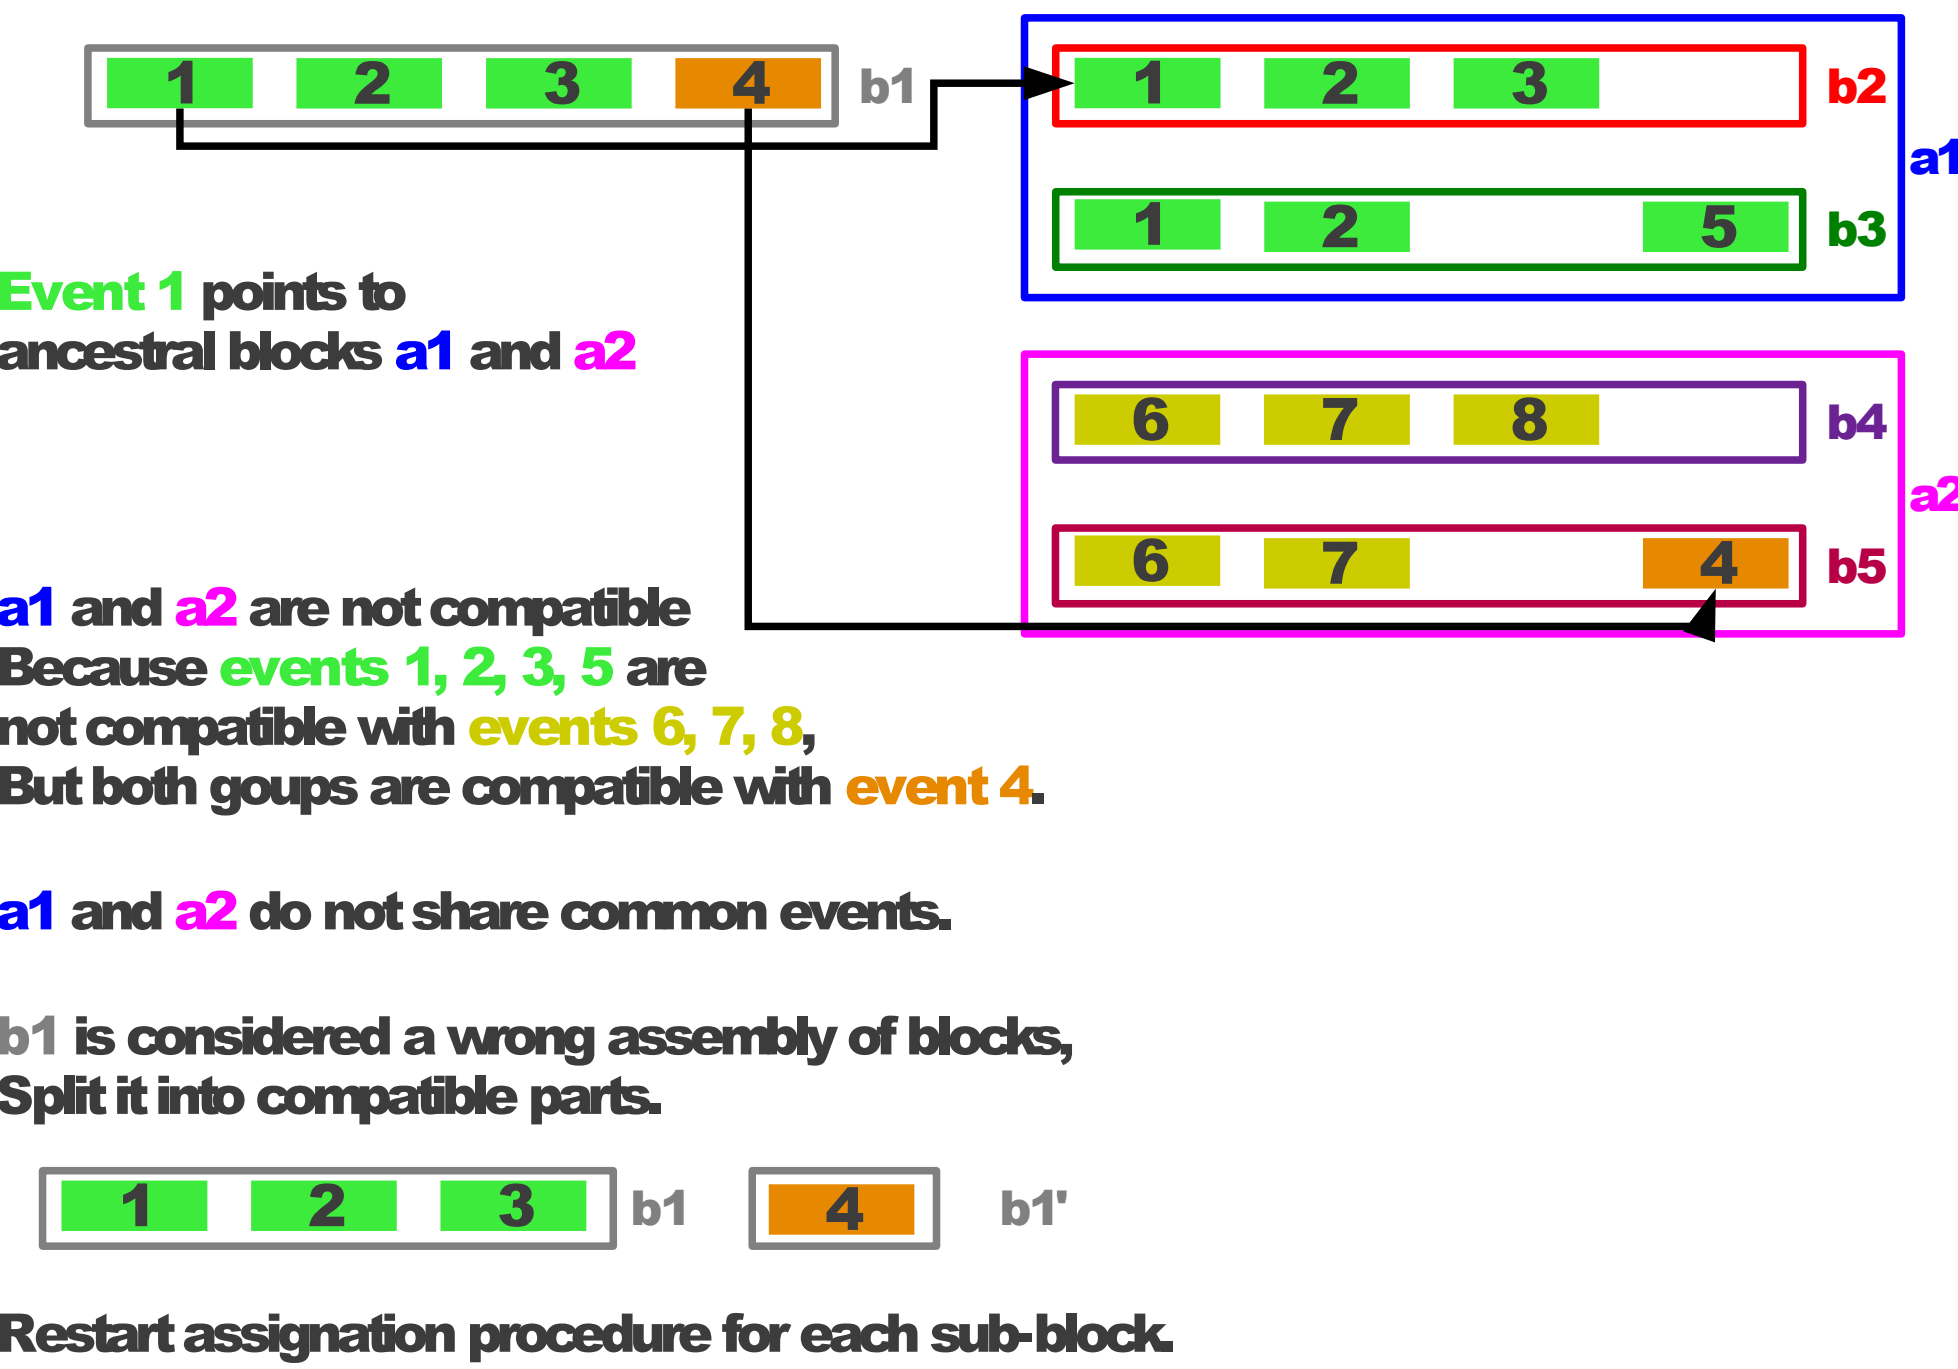 1 2 3 4 b1
1 2 3 b2
a1
1 2 5 b3
Event 1 points to
ancestral blocks a1 and a2
6 7 8 b4
a2
6 7 4 b5
a1 and a2 are not compatible
Because events 1, 2, 3, 5 are
not compatible with events 6, 7, 8,
But both goups are compatible with event 4.
a1 and a2 do not share common events.
b1 is considered a wrong assembly of blocks,
Split it into compatible parts.
1 2 3 b1 4 b1'
Restart assignation procedure for each sub-block.